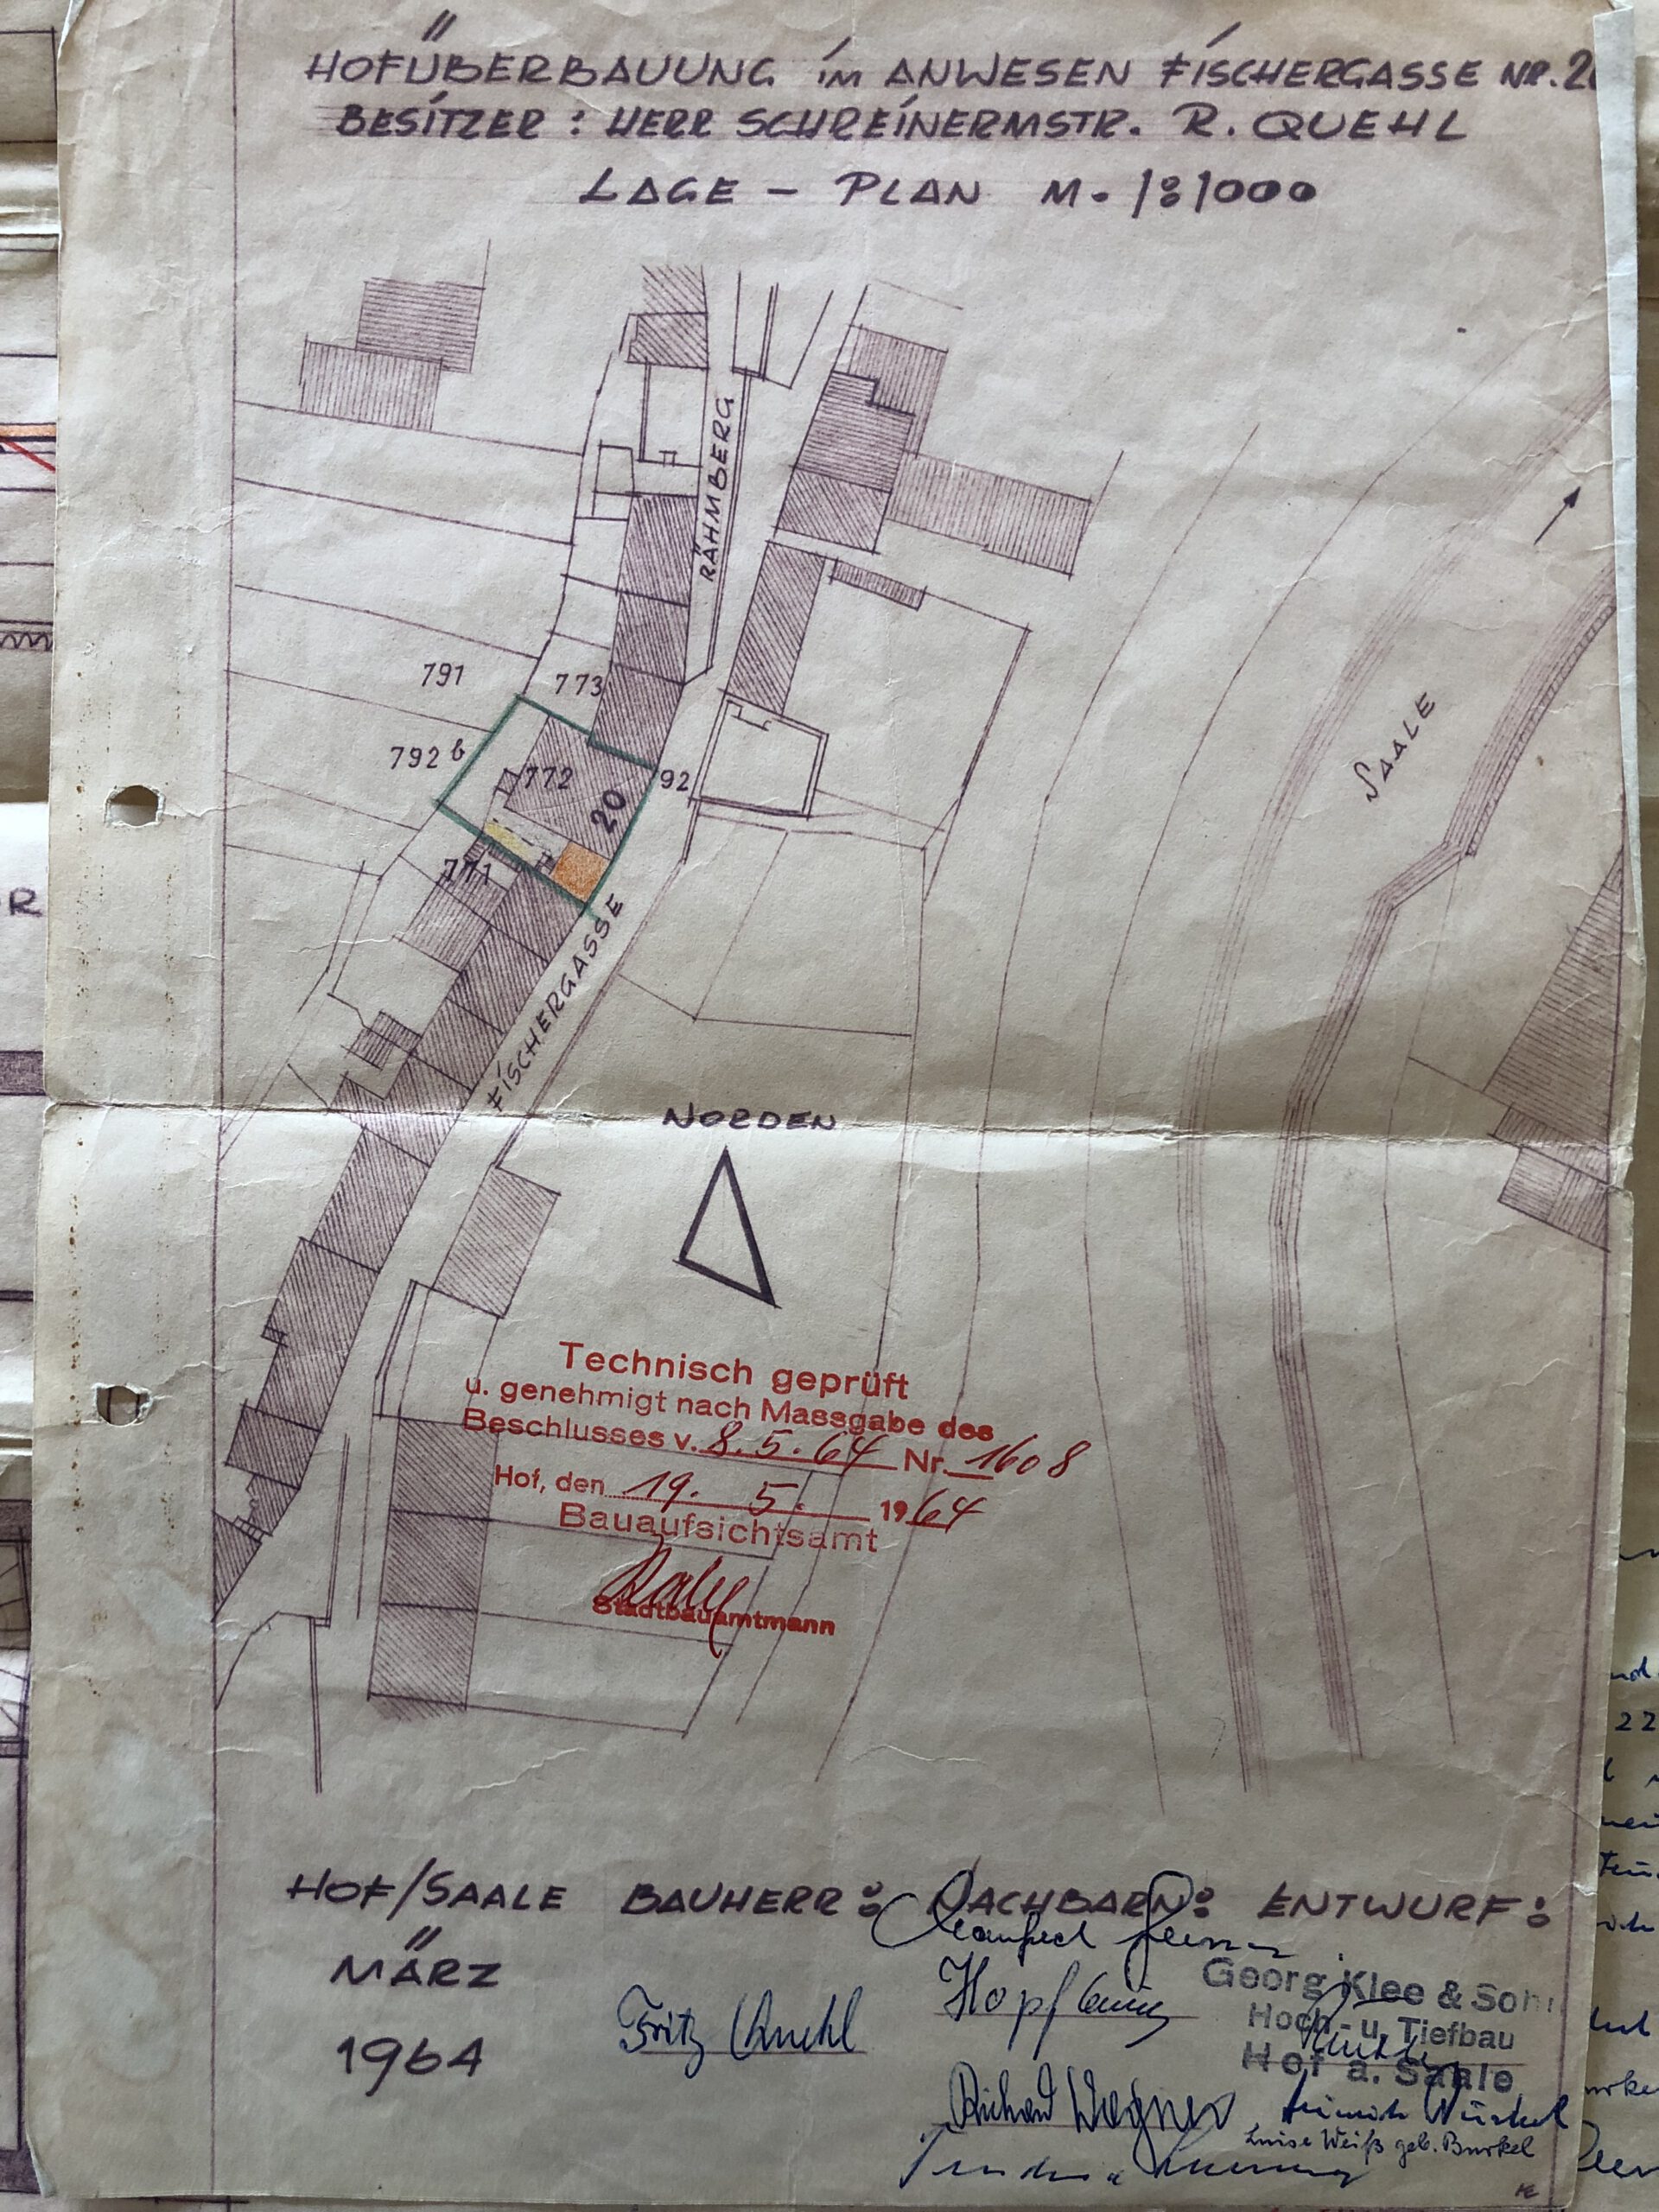 HOFÜBERBAUUNG im ANWESEN FISCHERGASSE NR. 20
BESITZER : HERR SCHREINERMSTR. R. QUEHL
LAGE - PLAN M. 1:1000
RÄHMBERG
791
773
792 b
772
92
20
771
SAALE
FISCHERGASSE
NORDEN
Technisch geprüft
u. genehmigt nach Massgabe des
Beschlusses v. 8.5.64 Nr. 1608
Hof, den 19. 5. 1964
Bauaufsichtsamt
Stadtbauamtmann
HOF/SAALE BAUHERR: NACHBARN: ENTWURF:
MÄRZ
1964
Fritz Quehl
Manfred
Georg Klee & Sohn
Hoch- u. Tiefbau
Hof a. Saale
Richard Wagner
Luise Weiß geb. Burkel